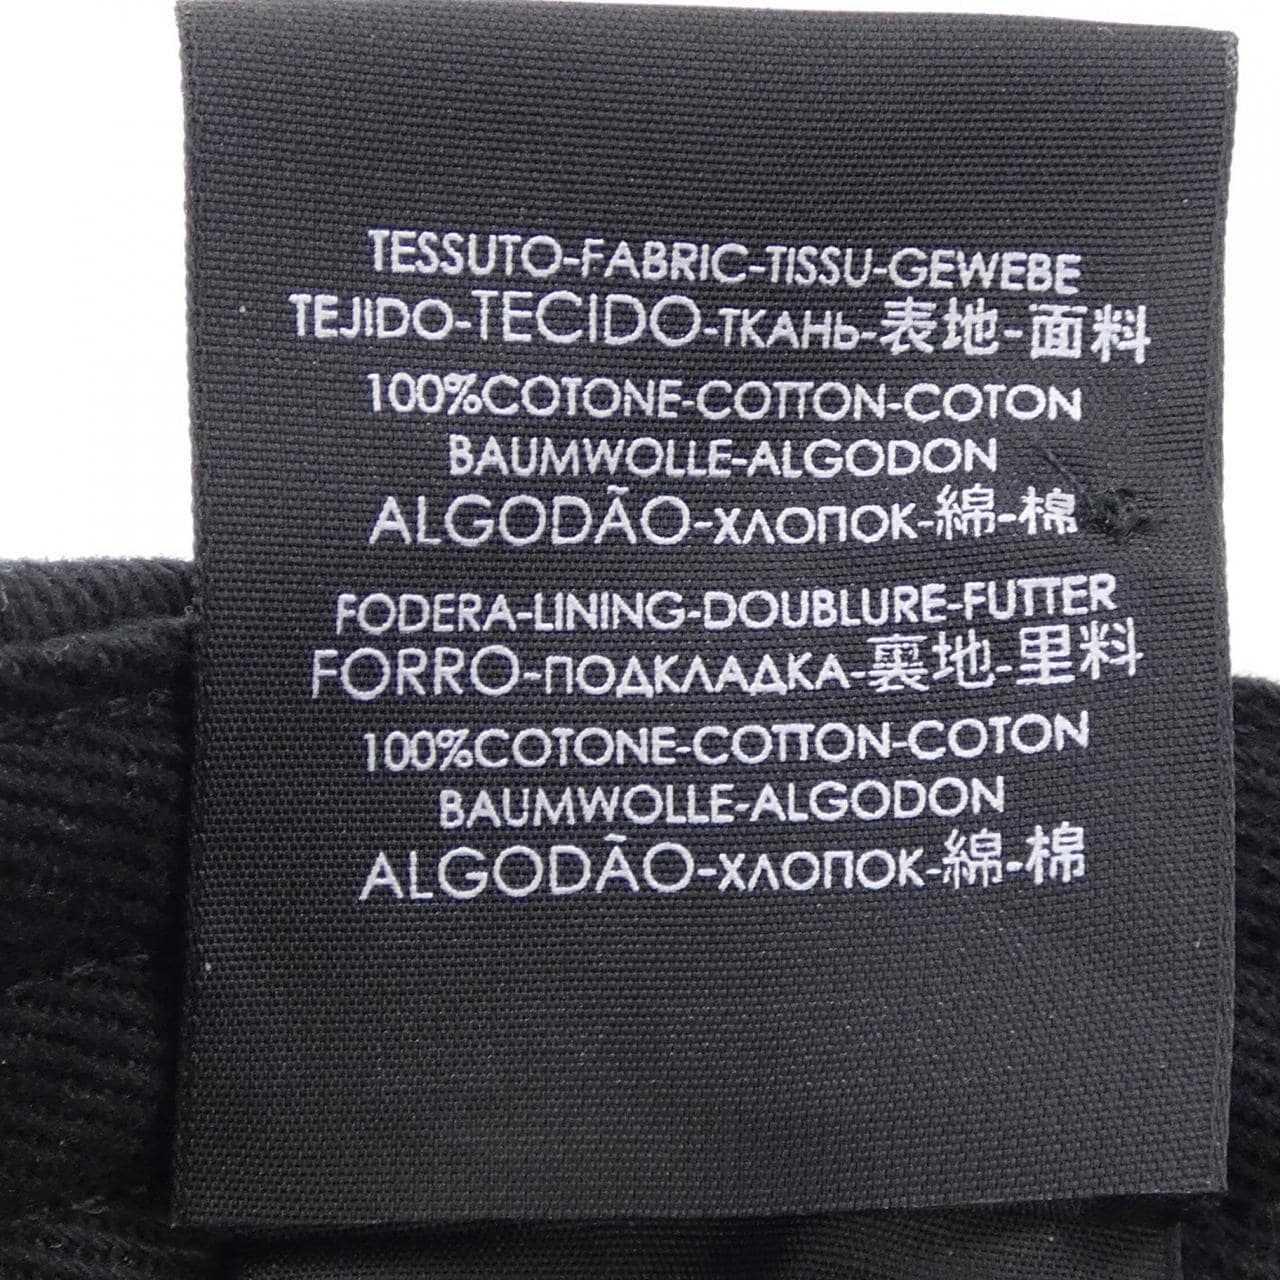 TESSUTO-FABRIC-TISSU-GEWEBE
TEJIDO-TECIDO-ТКАНЬ-表地-面料
100%COTONE-COTTON-COTON
BAUMWOLLE-ALGODON
ALGODÃO-ХЛОПОК-綿-棉
FODERA-LINING-DOUBLURE-FUTTER
FORRO-ПОДКЛАДКА-裏地-里料
100%COTONE-COTTON-COTON
BAUMWOLLE-ALGODON
ALGODÃO-ХЛОПОК-綿-棉